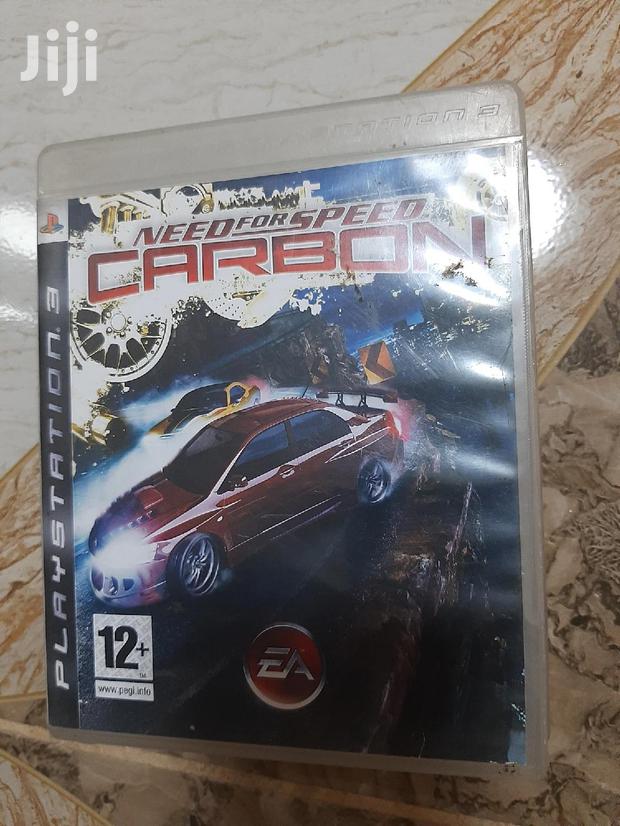 Jiji
PLAYSTATION 3
NEED FOR SPEED
CARBON
PLAYSTATION.3
12+
www.pegi.info
EA